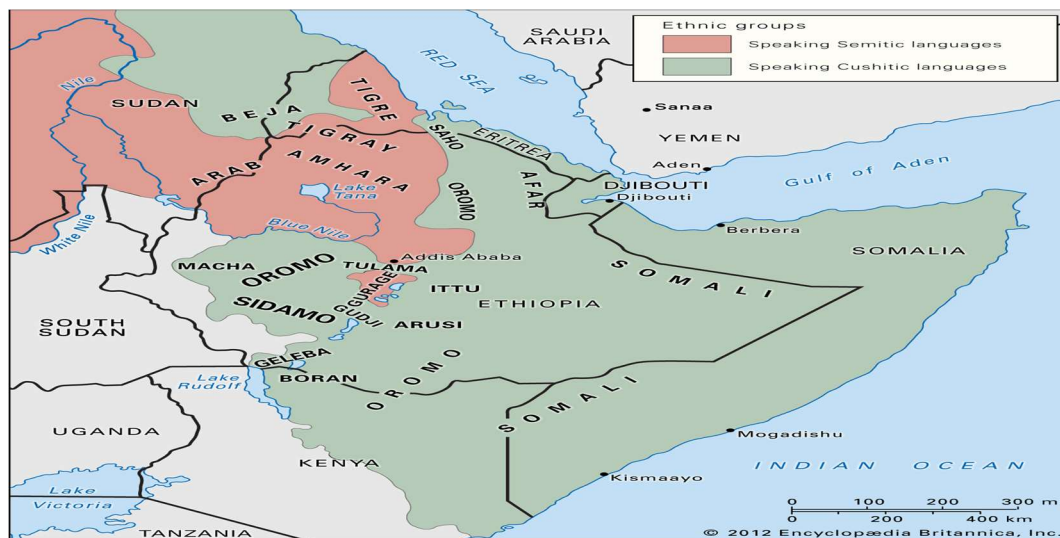 Ethnic groups
Speaking Semitic languages
Speaking Cushitic languages
SAUDI
ARABIA
RED SEA
Nile
SUDAN
BEJA
TIGRE
Sanaa
YEMEN
TIGRAY
SAHO
ERITREA
ARAB
AMHARA
AFAR
Aden
Gulf of Aden
Lake
Tana
OROMO
DJIBOUTI
Djibouti
White Nile
Blue Nile
Berbera
SOMALIA
Addis Ababa
MACHA
OROMO
TULAMA
SOMALI
GURAGE
ITTU
ETHIOPIA
SIDAMO
GUDJI
ARUSI
SOUTH
SUDAN
GELEBA
Lake
Rudolf
BORAN
OROMO
SOMALI
UGANDA
Mogadishu
KENYA
INDIAN OCEAN
Kismaayo
Lake
Victoria
0 100 200 300 m
0 200 400 km
TANZANIA
© 2012 Encyclopædia Britannica, Inc.